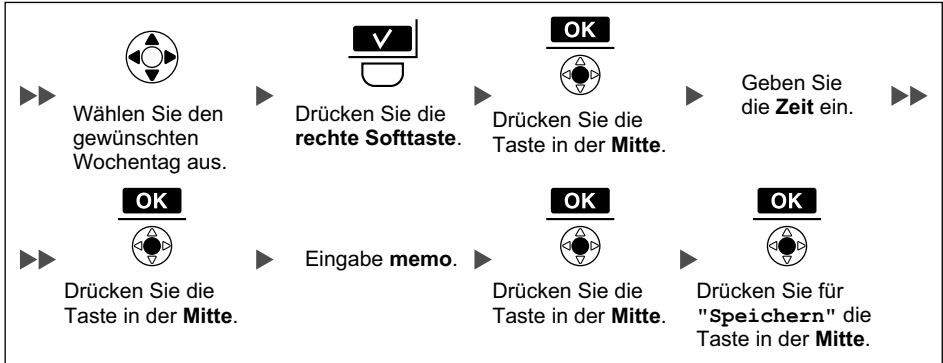 Wählen Sie den
gewünschten
Wochentag aus.
Drücken Sie die
rechte Softtaste.
OK
Drücken Sie die
Taste in der Mitte.
Geben Sie
die Zeit ein.
OK
Drücken Sie die
Taste in der Mitte.
Eingabe memo.
OK
Drücken Sie die
Taste in der Mitte.
OK
Drücken Sie für
"Speichern" die
Taste in der Mitte.